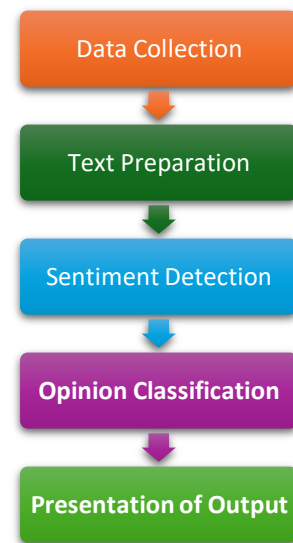 Data Collection
Text Preparation
Sentiment Detection
Opinion Classification
Presentation of Output